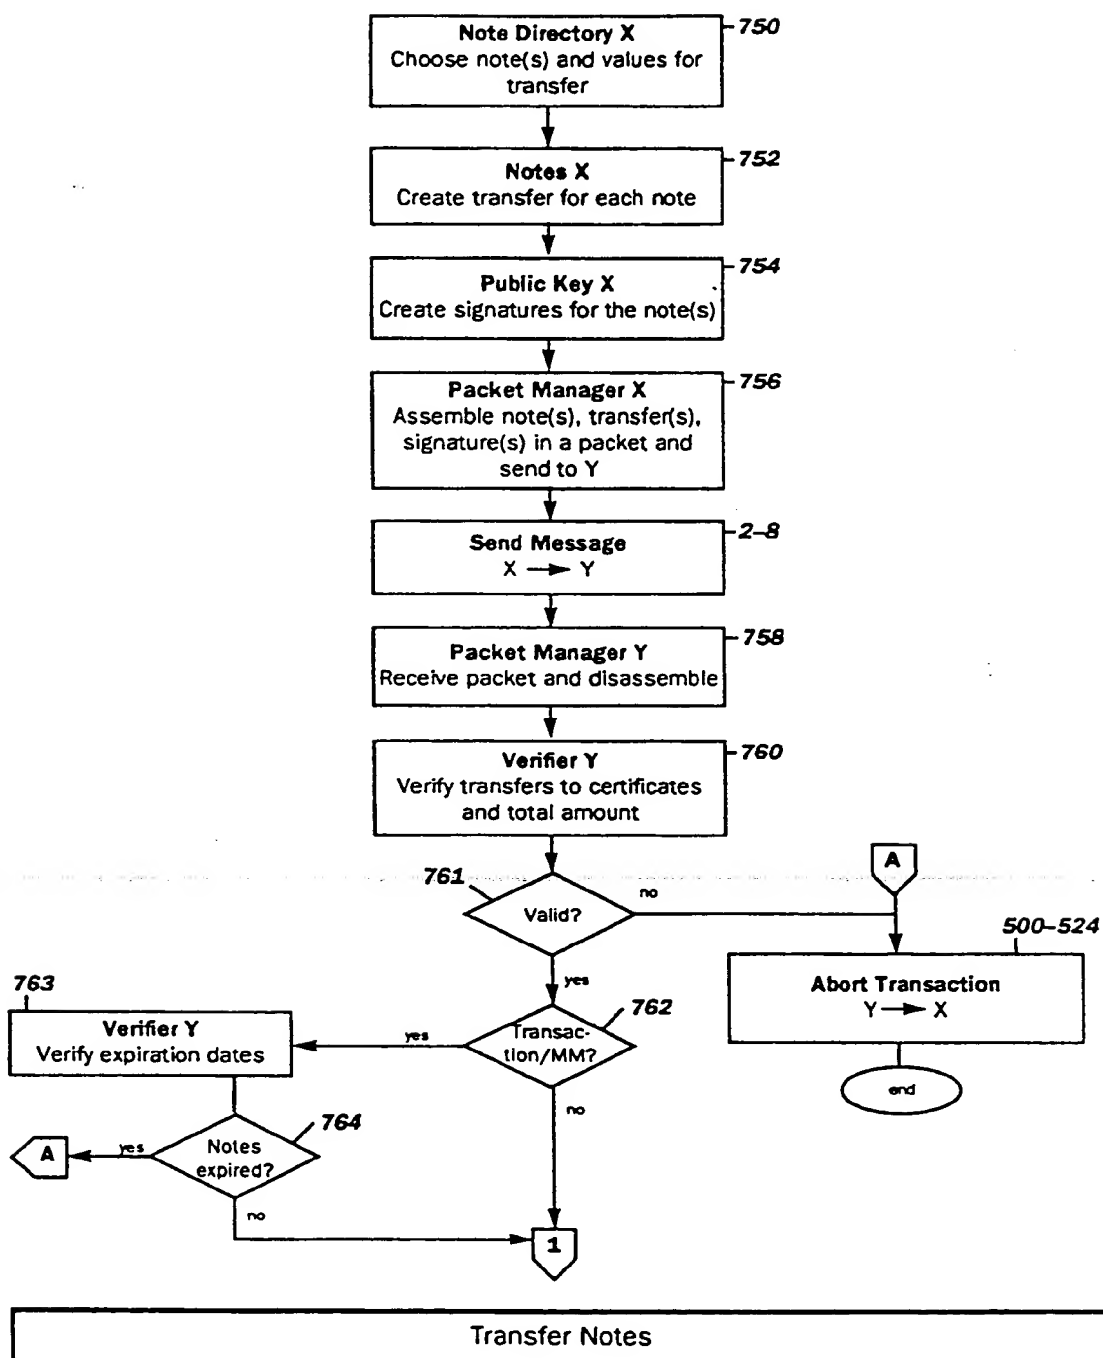 750
Note Directory X
Choose note(s) and values for
transfer
752
Notes X
Create transfer for each note
754
Public Key X
Create signatures for the note(s)
756
Packet Manager X
Assemble note(s), transfer(s),
signature(s) in a packet and
send to Y
2–8
Send Message
X → Y
758
Packet Manager Y
Receive packet and disassemble
760
Verifier Y
Verify transfers to certificates
and total amount
A
761
Valid?
no
yes
500–524
Abort Transaction
Y → X
end
762
Transac-
tion/MM?
yes
no
763
Verifier Y
Verify expiration dates
764
Notes
expired?
yes
A
no
1
Transfer Notes